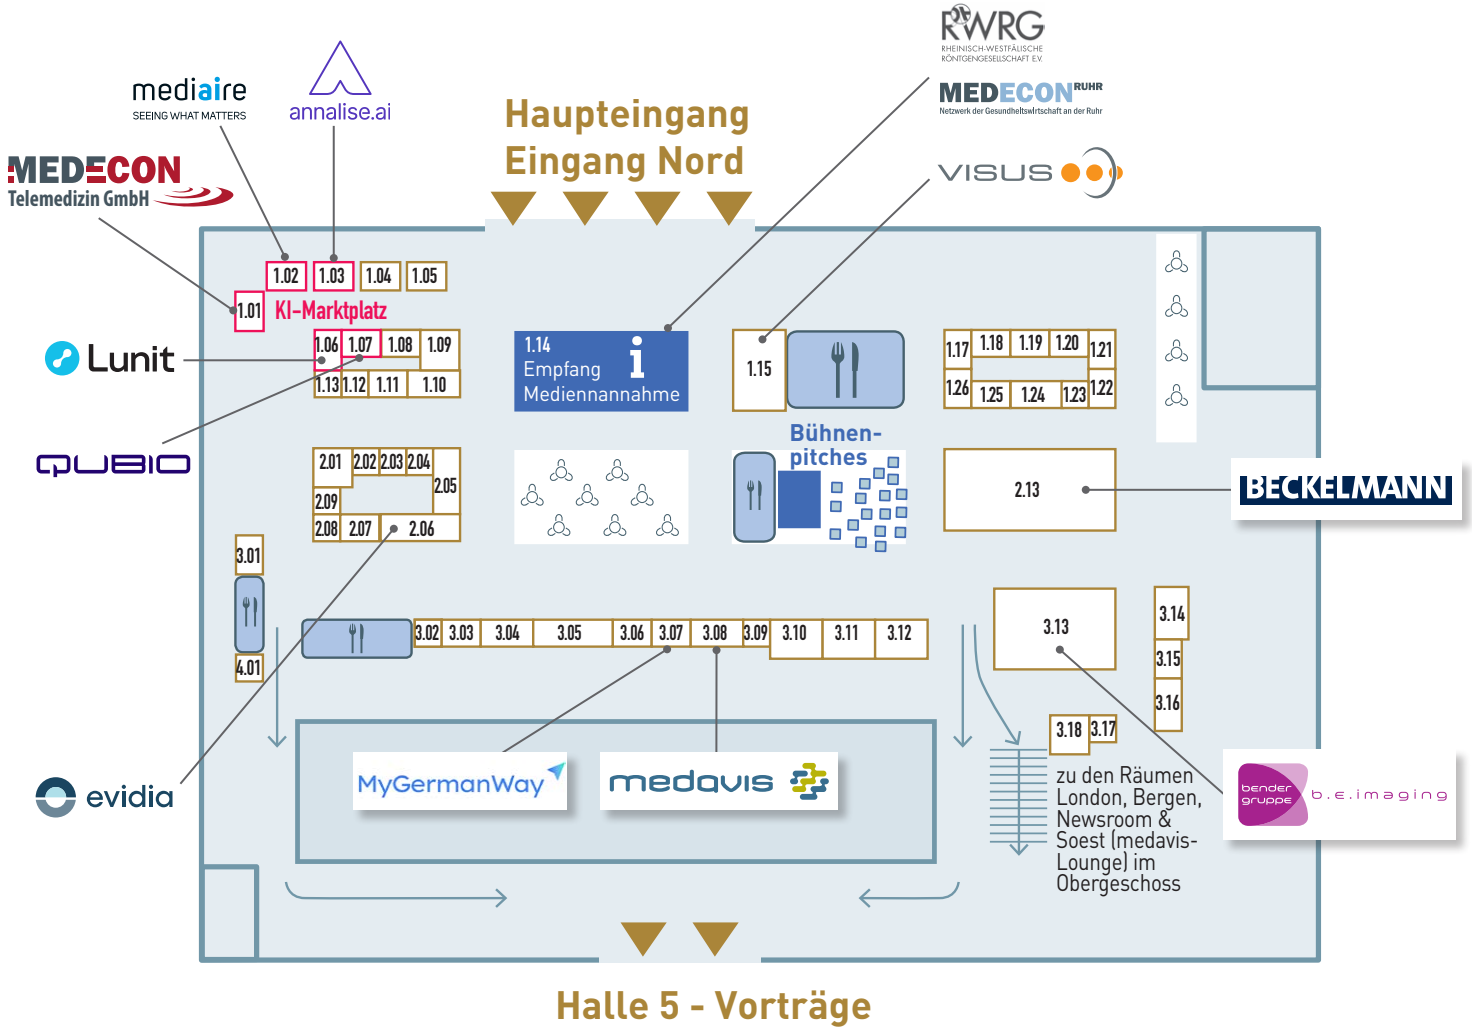 RWRG
RHEINISCH-WESTFÄLISCHE
RÖNTGENGESELLSCHAFT E.V.
mediaire
SEEING WHAT MATTERS
annalise.ai
MEDECON RUHR
Netzwerk der Gesundheitswirtschaft an der Ruhr
Haupteingang
Eingang Nord
MEDECON
Telemedizin GmbH
VISUS
1.02
1.03
1.04
1.05
1.01
KI-Marktplatz
Lunit
1.06
1.07
1.08
1.09
1.13
1.12
1.11
1.10
1.14
Empfang
Mediennannahme
1.15
1.17
1.18
1.19
1.20
1.21
1.26
1.25
1.24
1.23
1.22
QUBIO
Bühnen-
pitches
2.01
2.02
2.03
2.04
2.05
2.09
2.08
2.07
2.06
2.13
BECKELMANN
3.01
4.01
3.02
3.03
3.04
3.05
3.06
3.07
3.08
3.09
3.10
3.11
3.12
3.13
3.14
3.15
3.16
3.18
3.17
MyGermanWay
medavis
evidia
zu den Räumen
London, Bergen,
Newsroom &
Soest (medavis-
Lounge) im
Obergeschoss
bender
gruppe
b.e.imaging
Halle 5 - Vorträge